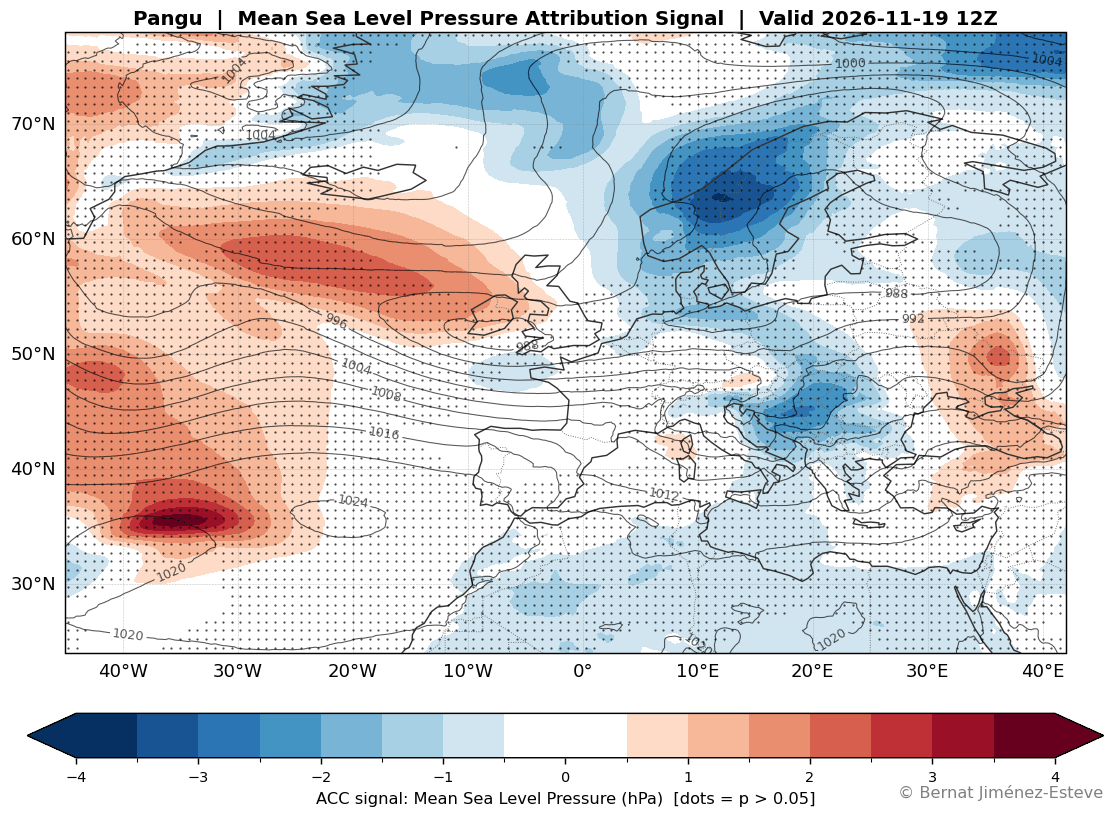 Pangu | Mean Sea Level Pressure Attribution Signal | Valid 2026-11-19 12Z
1004
1000
1004
70°N
1004
60°N
988
996
992
988
50°N
1004
1008
1016
40°N
1024
1012
1020
30°N
1020
1020
1020
40°W 30°W 20°W 10°W 0° 10°E 20°E 30°E 40°E
−4 −3 −2 −1 0 1 2 3 4
ACC signal: Mean Sea Level Pressure (hPa) [dots = p > 0.05]
© Bernat Jiménez-Esteve